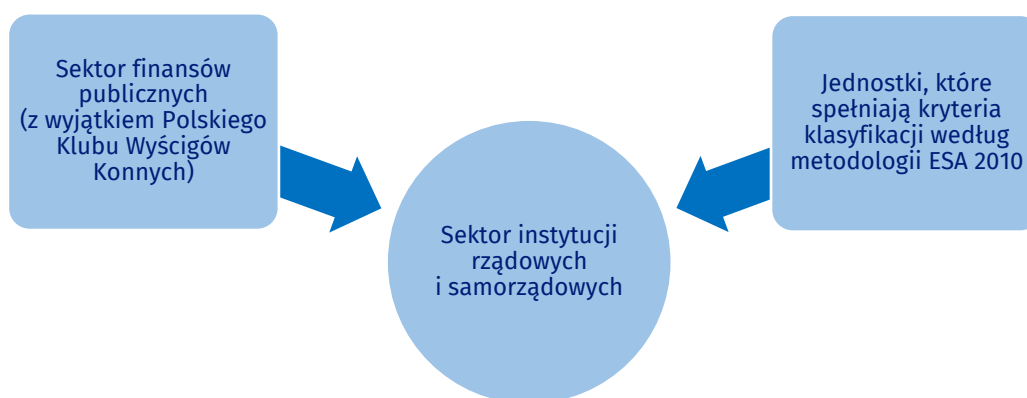 Sektor finansów
publicznych
(z wyjątkiem Polskiego
Klubu Wyścigów
Konnych)
Jednostki, które
spełniają kryteria
klasyfikacji według
metodologii ESA 2010
Sektor instytucji
rządowych
i samorządowych